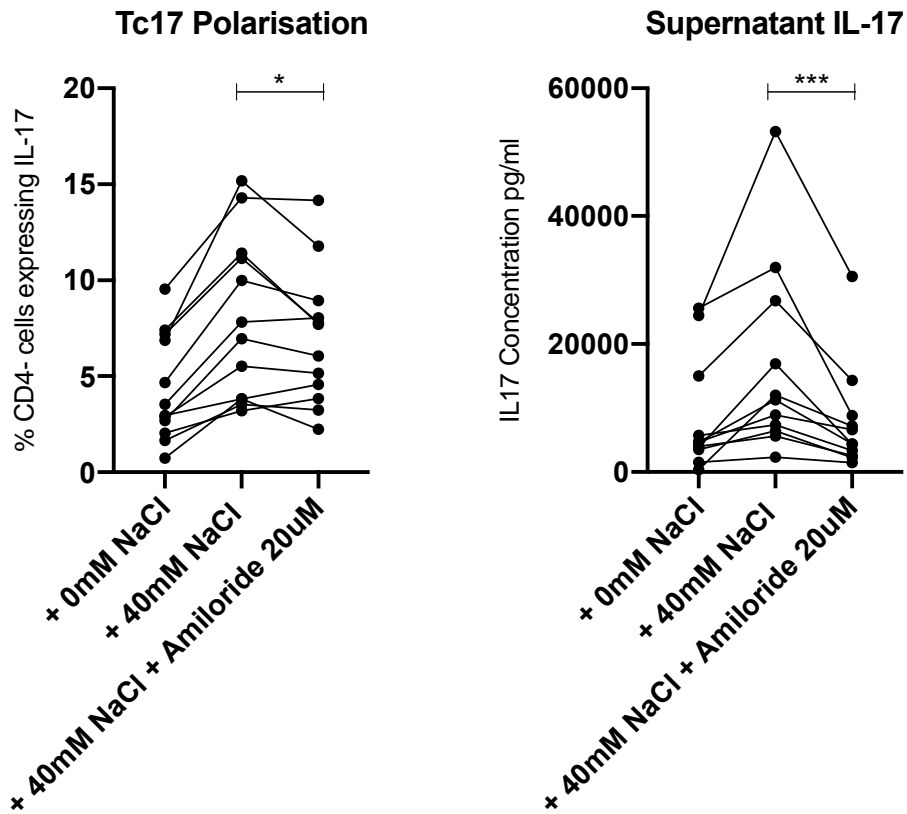 Tc17 Polarisation
*
% CD4- cells expressing IL-17
20
15
10
5
0
+ 0mM NaCl
+ 40mM NaCl
+ 40mM NaCl + Amiloride 20uM
Supernatant IL-17
***
IL17 Concentration pg/ml
60000
40000
20000
0
+ 0mM NaCl
+ 40mM NaCl
+ 40mM NaCl + Amiloride 20uM